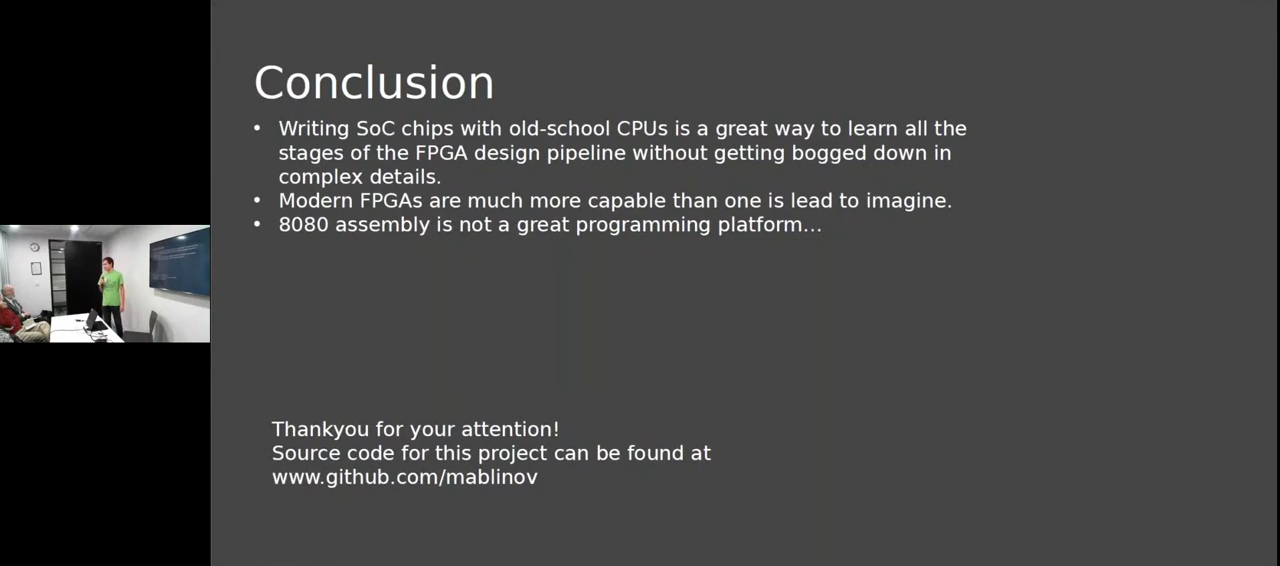 Conclusion
• Writing SoC chips with old-school CPUs is a great way to learn all the
stages of the FPGA design pipeline without getting bogged down in
complex details.
• Modern FPGAs are much more capable than one is lead to imagine.
• 8080 assembly is not a great programming platform...
Thankyou for your attention!
Source code for this project can be found at
www.github.com/mablinov